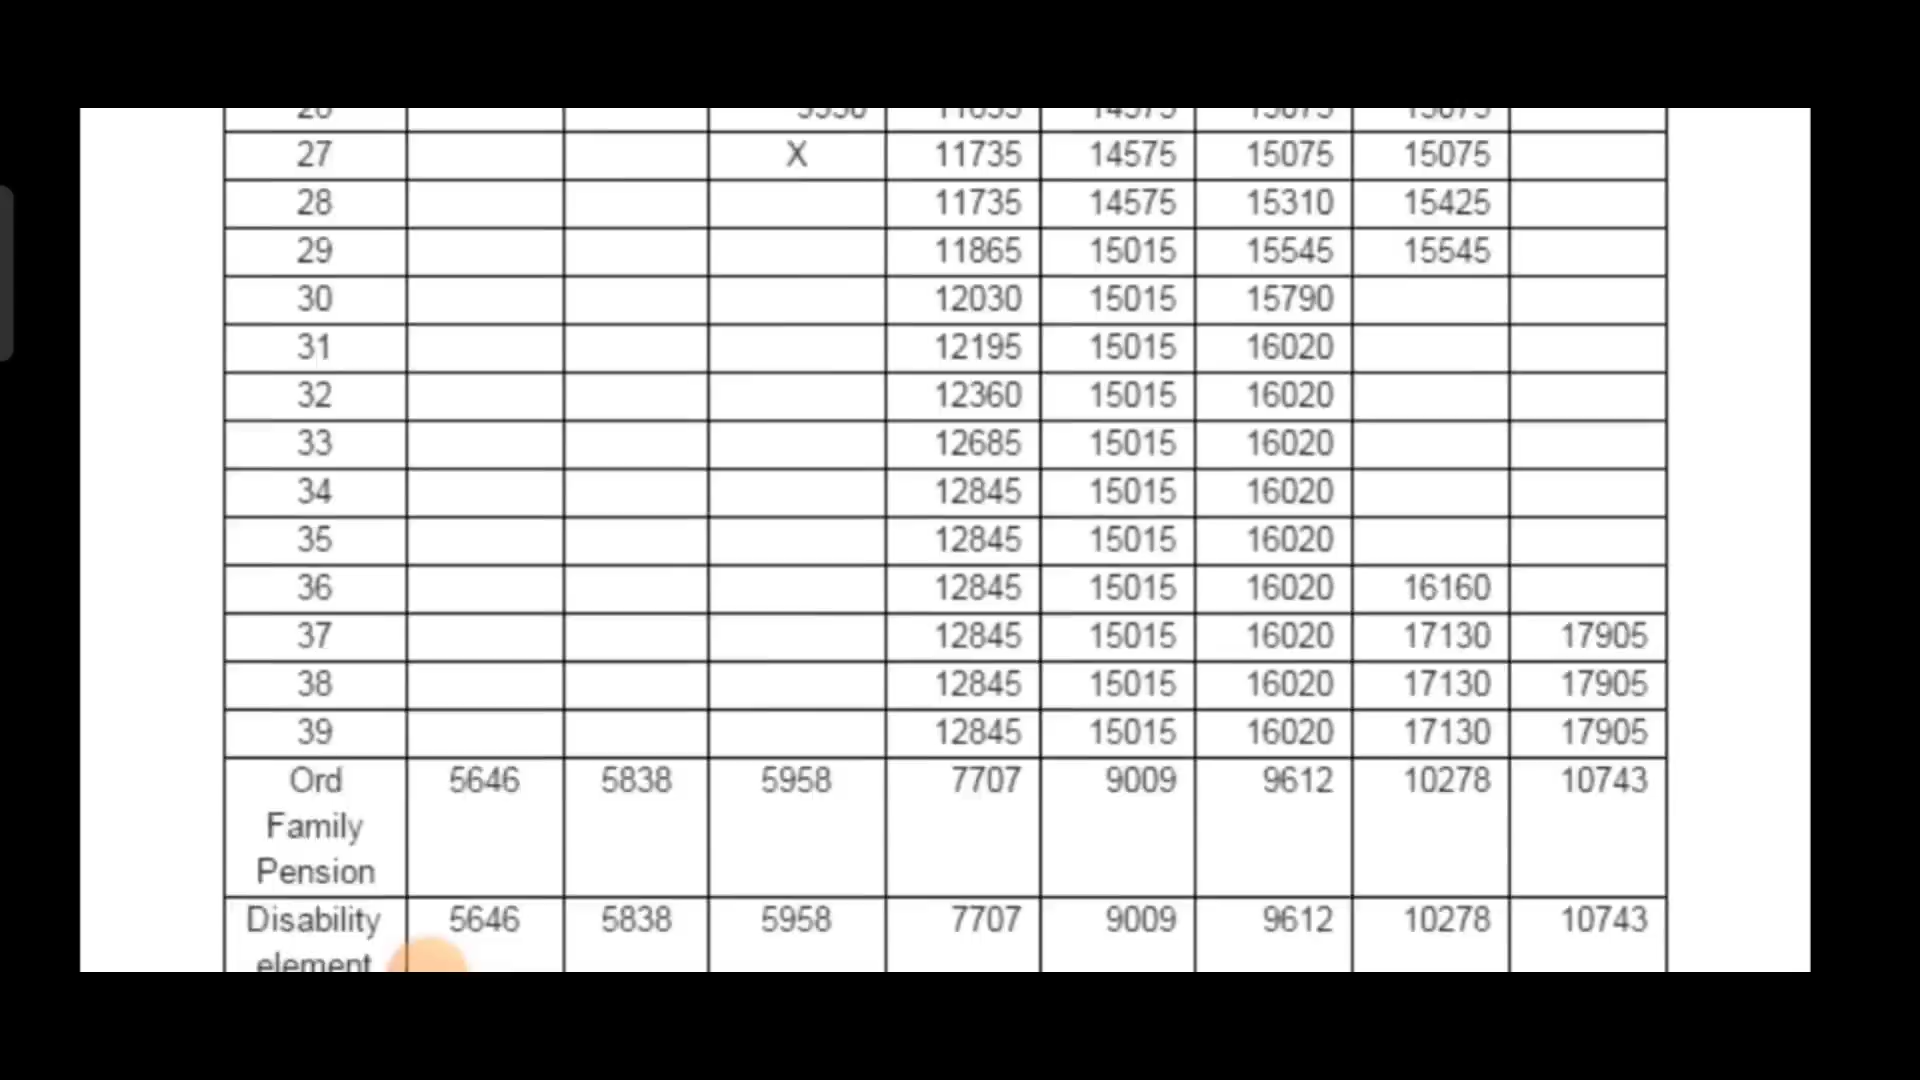 27 X 11735 14575 15075 15075
28 11735 14575 15310 15425
29 11865 15015 15545 15545
30 12030 15015 15790
31 12195 15015 16020
32 12360 15015 16020
33 12685 15015 16020
34 12845 15015 16020
35 12845 15015 16020
36 12845 15015 16020 16160
37 12845 15015 16020 17130 17905
38 12845 15015 16020 17130 17905
39 12845 15015 16020 17130 17905
Ord 5646 5838 5958 7707 9009 9612 10278 10743
Family
Pension
Disability 5646 5838 5958 7707 9009 9612 10278 10743
element